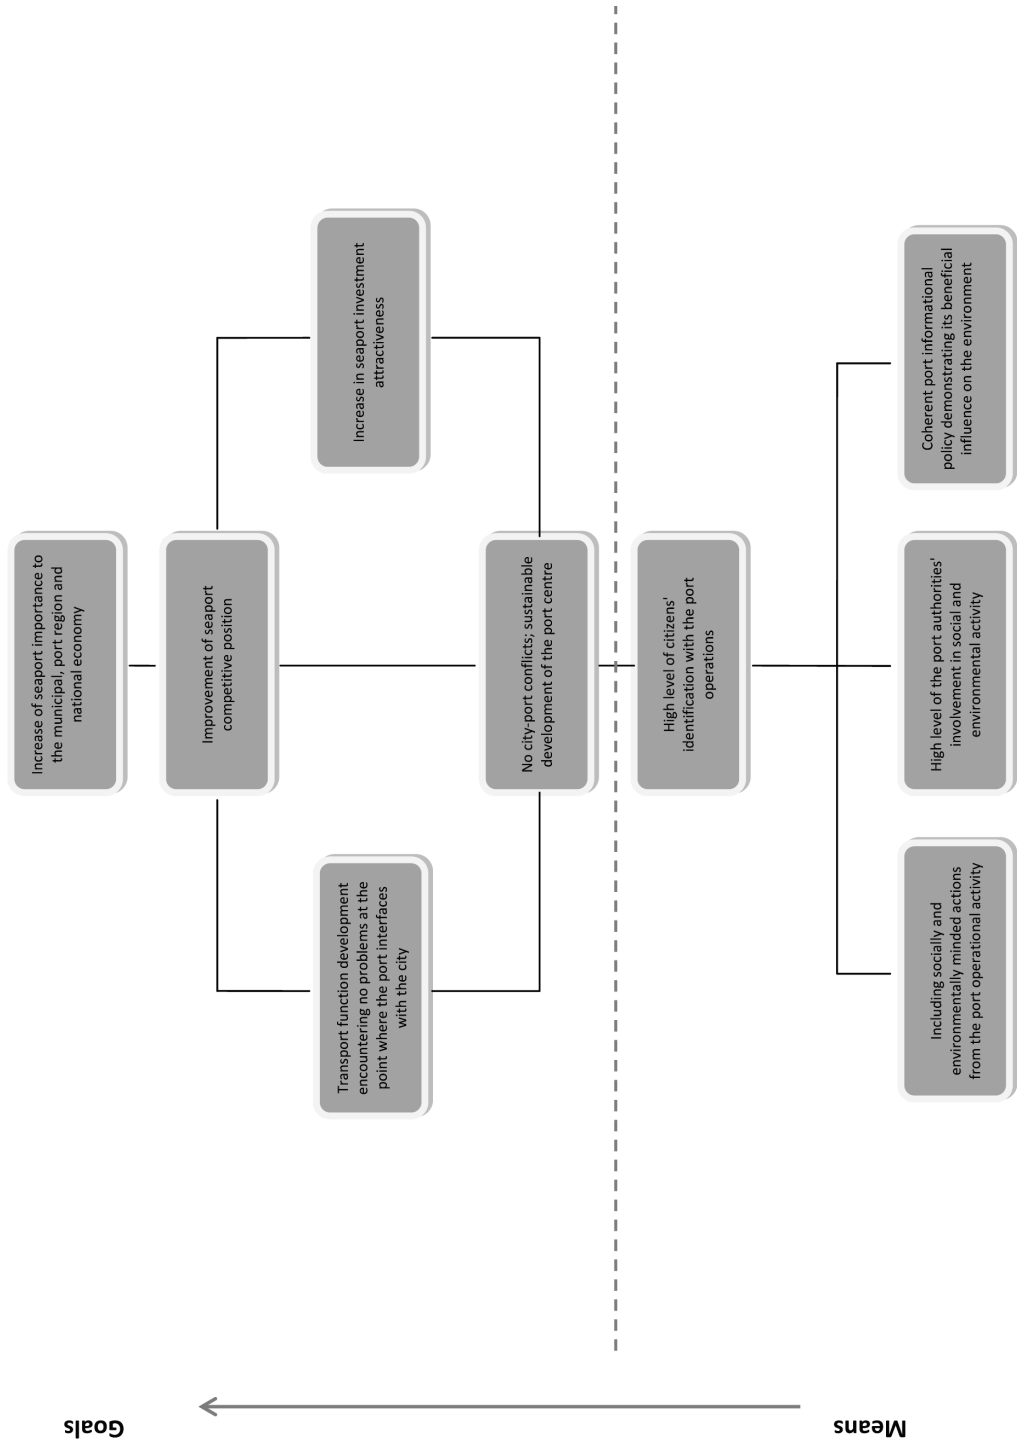 Goals
Increase of seaport importance to
the municipal, port region and
national economy
Improvement of seaport
competitive position
Transport function development
encountering no problems at the
point where the port interfaces
with the city
Increase in seaport investment
attractiveness
No city-port conflicts; sustainable
development of the port centre
High level of citizens'
identification with the port
operations
Means
Including socially and
environmentally minded actions
from the port operational activity
High level of the port authorities'
involvement in social and
environmental activity
Coherent port informational
policy demonstrating its beneficial
influence on the environment